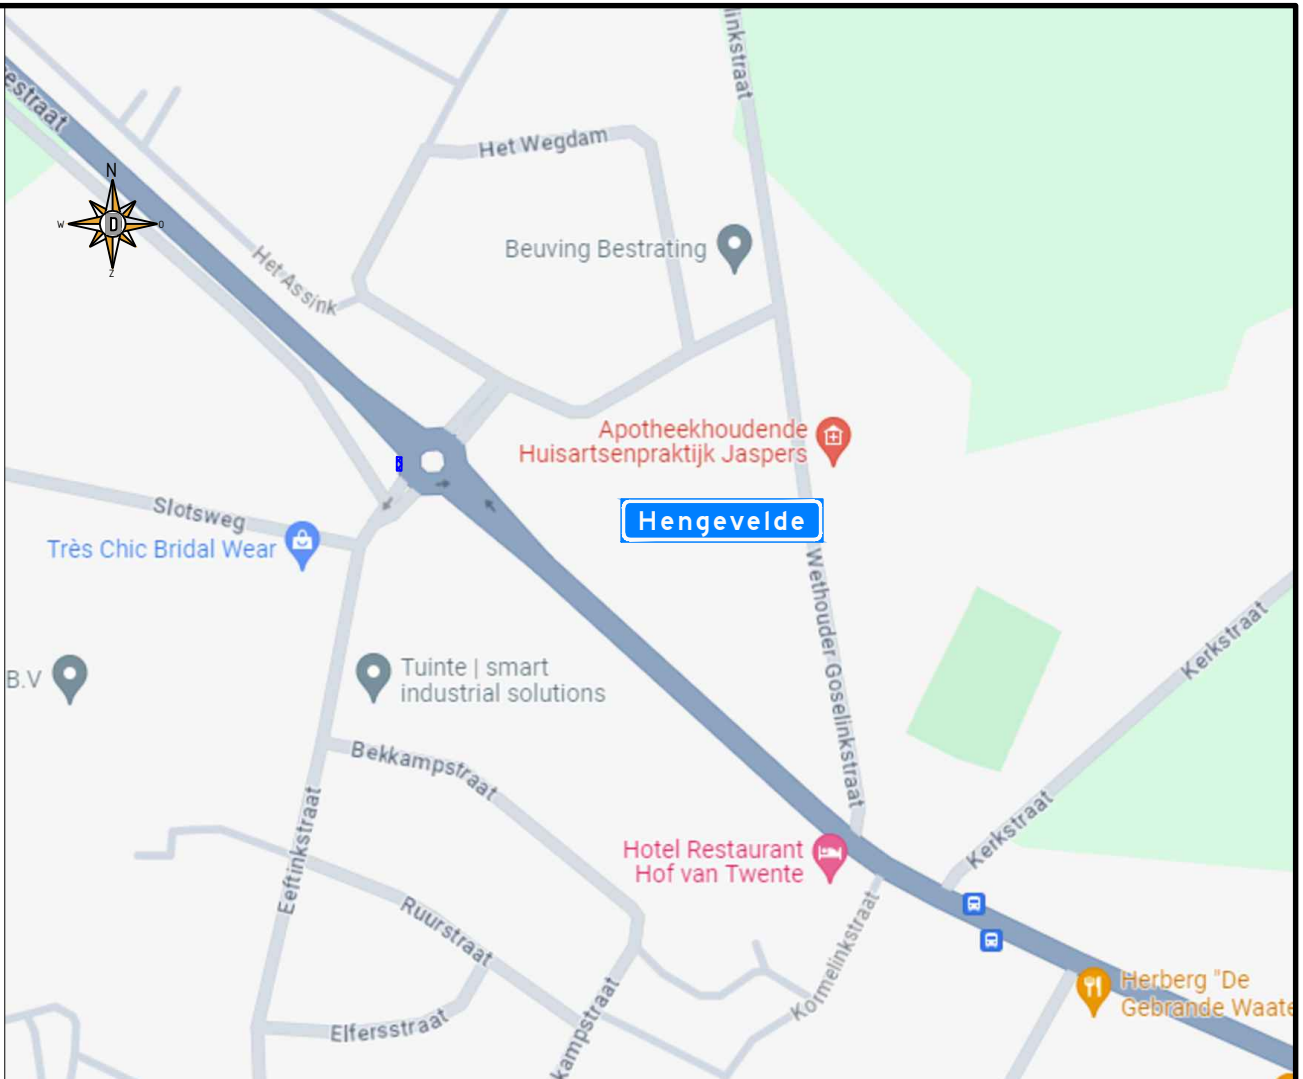 linkstraat
estraat
Het Wegdam
N
W
D
O
Z
Beuving Bestrating
Het Assink
Apotheekhoudende
Huisartsenpraktijk Jaspers
Slotsweg
Hengevelde
Très Chic Bridal Wear
Wethouder Goselinkstraat
Kerkstraat
B.V
Tuinte | smart
industrial solutions
Bekkampstraat
Eeftinkstraat
Kerkstraat
Hotel Restaurant
Hof van Twente
Ruurstraat
Kormelinkstraat
Herberg "De
Gebrande Waate
Elfersstraat
kampstraat